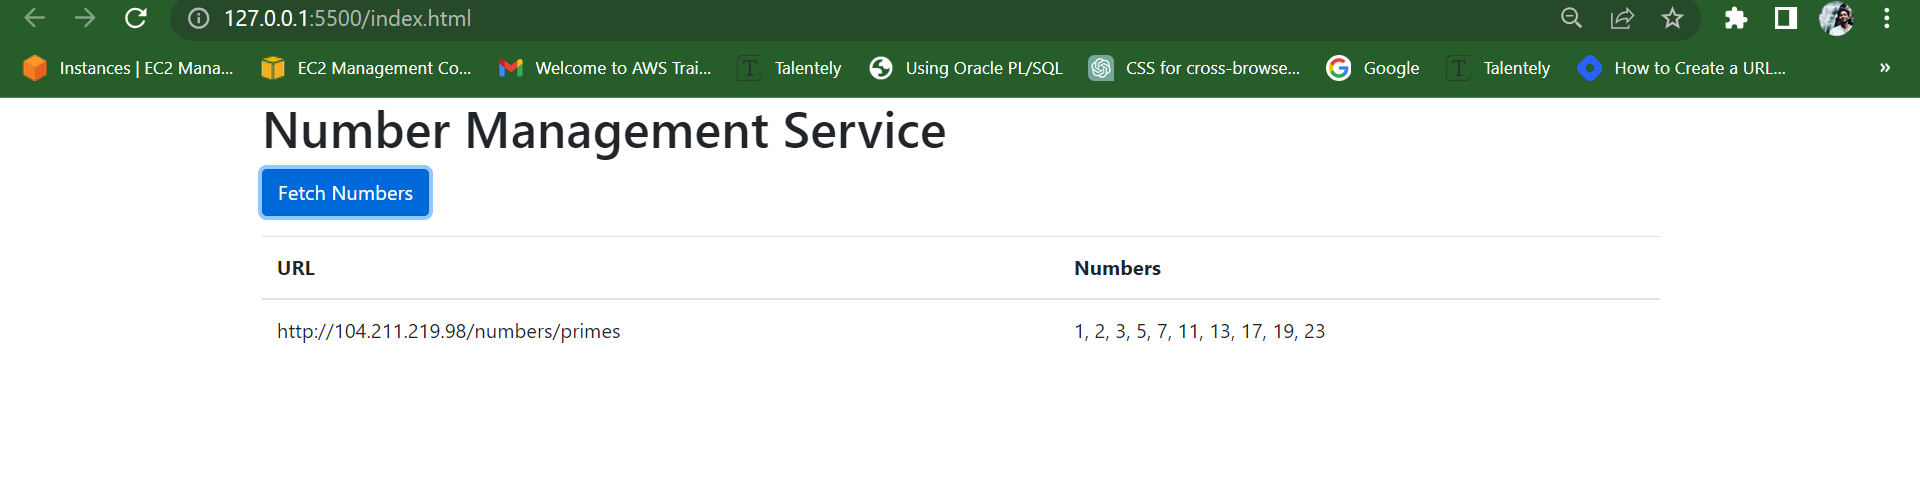 127.0.0.1:5500/index.html
Instances | EC2 Mana... EC2 Management Co... Welcome to AWS Trai... T Talentely Using Oracle PL/SQL CSS for cross-browse... G Google T Talentely How to Create a URL... »
Number Management Service
Fetch Numbers
URL Numbers
http://104.211.219.98/numbers/primes 1, 2, 3, 5, 7, 11, 13, 17, 19, 23